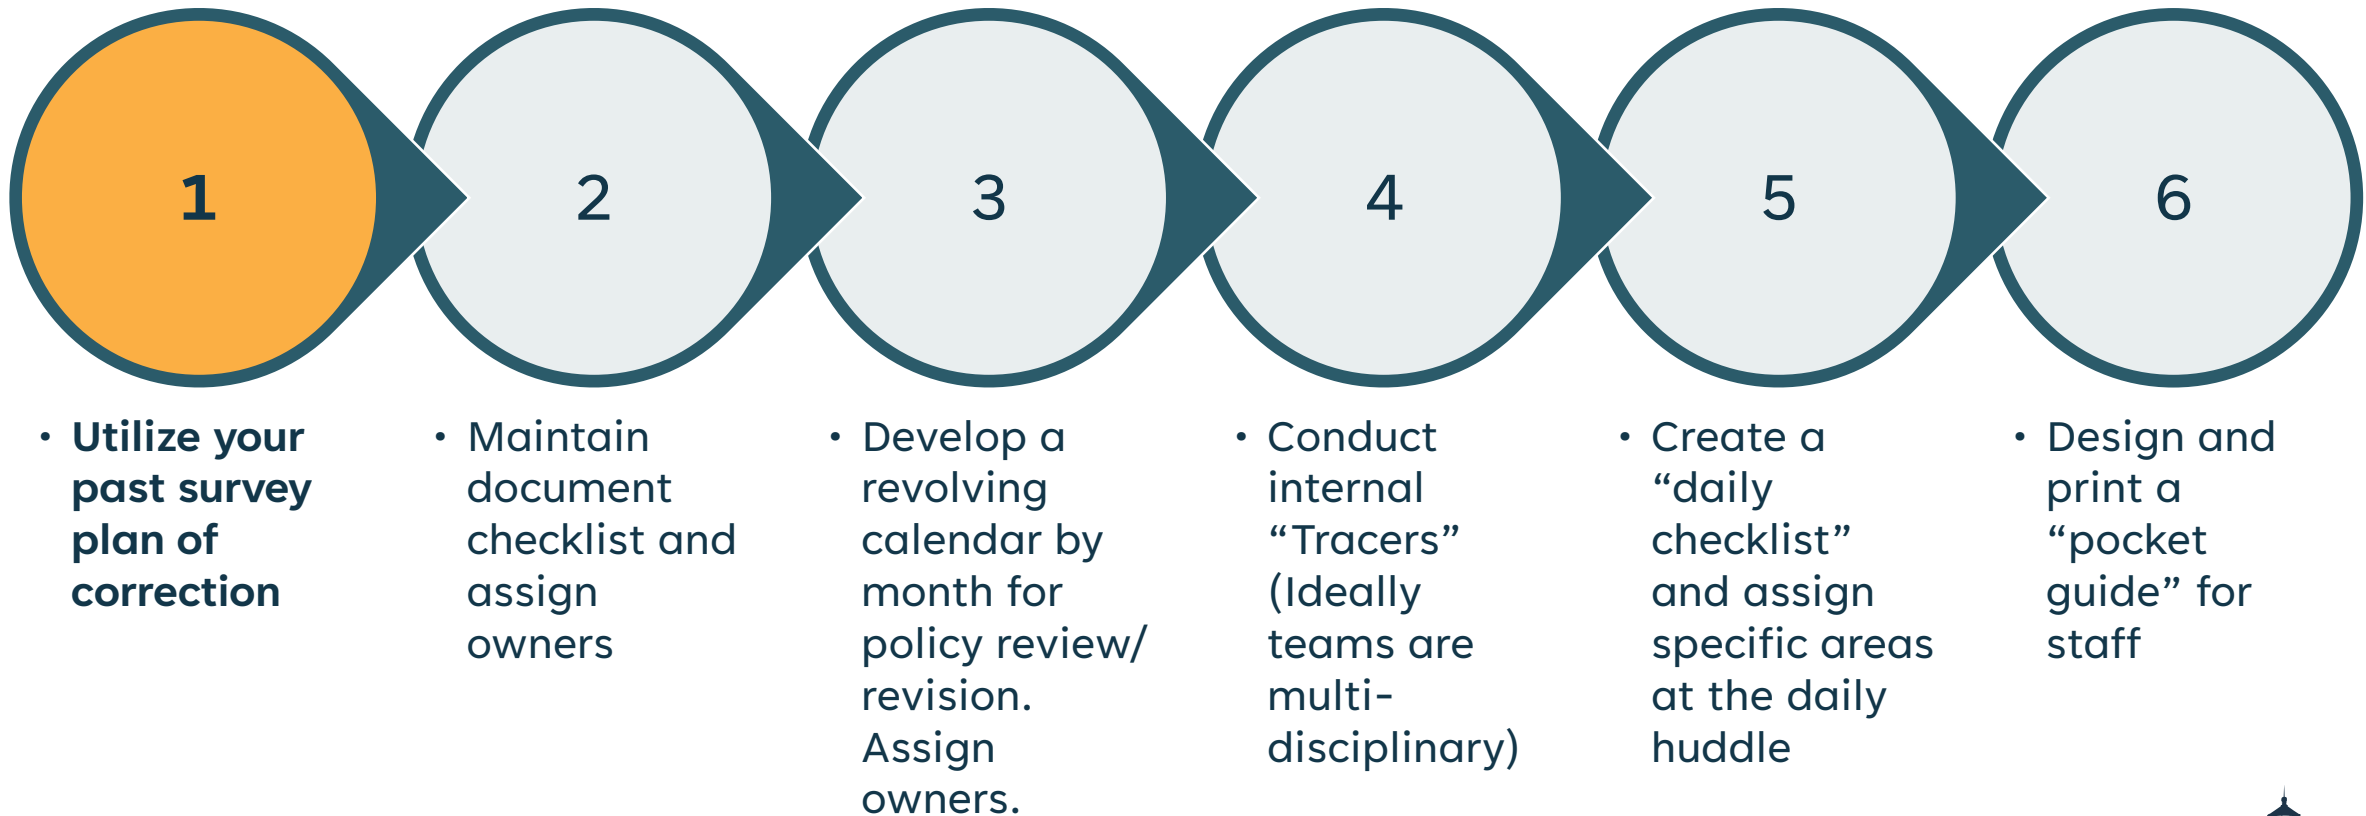 1
2
3
4
5
6
• Utilize your
past survey
plan of
correction
• Maintain
document
checklist and
assign
owners
• Develop a
revolving
calendar by
month for
policy review/
revision.
Assign
owners.
• Conduct
internal
“Tracers”
(Ideally
teams are
multi-
disciplinary)
• Create a
“daily
checklist”
and assign
specific areas
at the daily
huddle
• Design and
print a
“pocket
guide” for
staff